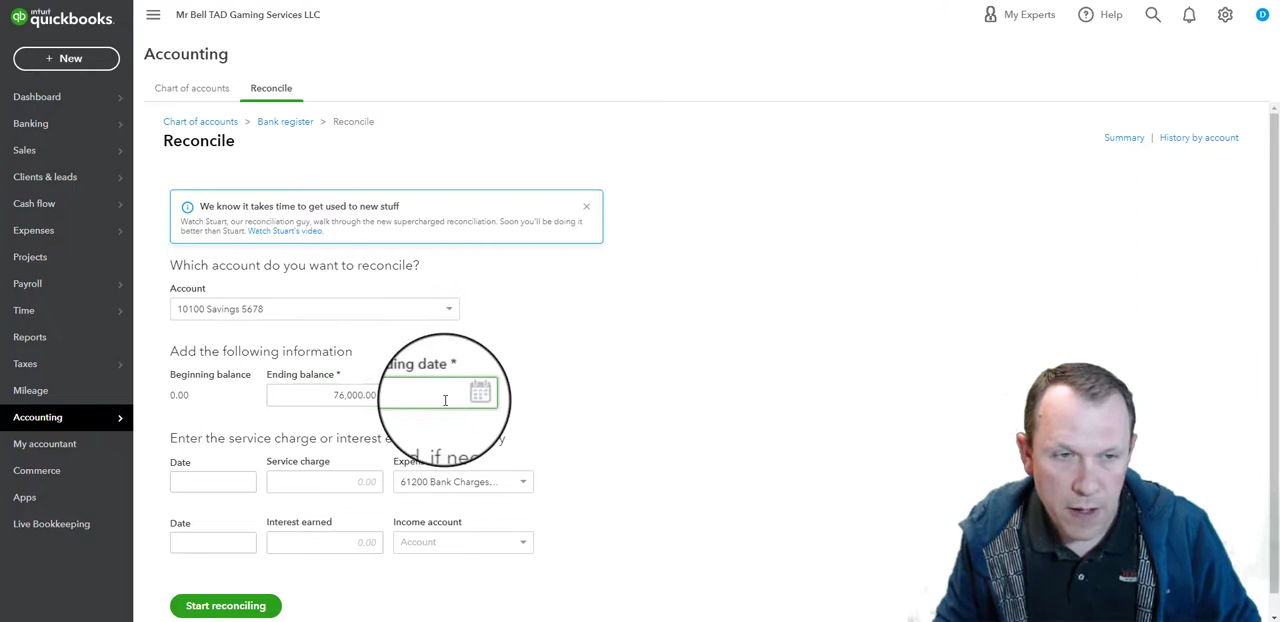 intuit
quickbooks.
Mr Bell TAD Gaming Services LLC
My Experts
Help
D
+ New
Dashboard
Banking
Sales
Clients & leads
Cash flow
Expenses
Projects
Payroll
Time
Reports
Taxes
Mileage
Accounting
My accountant
Commerce
Apps
Live Bookkeeping
Accounting
Chart of accounts
Reconcile
Chart of accounts > Bank register > Reconcile
Reconcile
Summary | History by account
We know it takes time to get used to new stuff
Watch Stuart, our reconciliation guy, walk through the new supercharged reconciliation. Soon you'll be doing it
better than Stuart. Watch Stuart's video.
Which account do you want to reconcile?
Account
10100 Savings 5678
Add the following information
Beginning balance
Ending balance *
ding date *
0.00
76,000.00
Enter the service charge or interest e
d, if nec
y
Date
Service charge
Expe
0.00
61200 Bank Charges...
Date
Interest earned
Income account
0.00
Account
Start reconciling